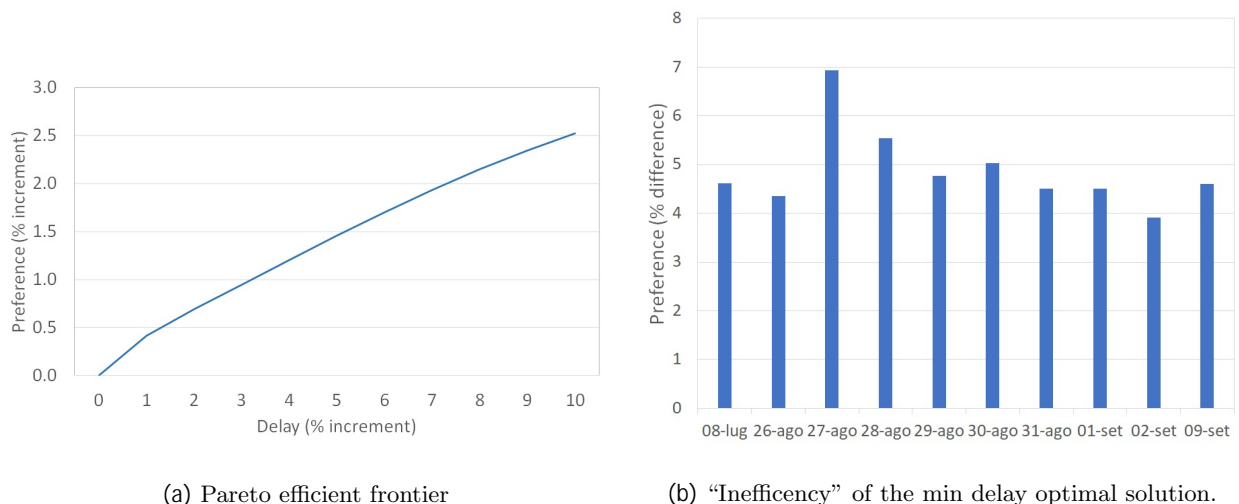 3.0
2.5
2.0
1.5
1.0
0.5
0.0
Preference (% increment)
0 1 2 3 4 5 6 7 8 9 10
Delay (% increment)
(a) Pareto efficient frontier
8
7
6
5
4
3
2
1
0
Preference (% difference)
08-lug 26-ago 27-ago 28-ago 29-ago 30-ago 31-ago 01-set 02-set 09-set
(b) “Inefficency” of the min delay optimal solution.